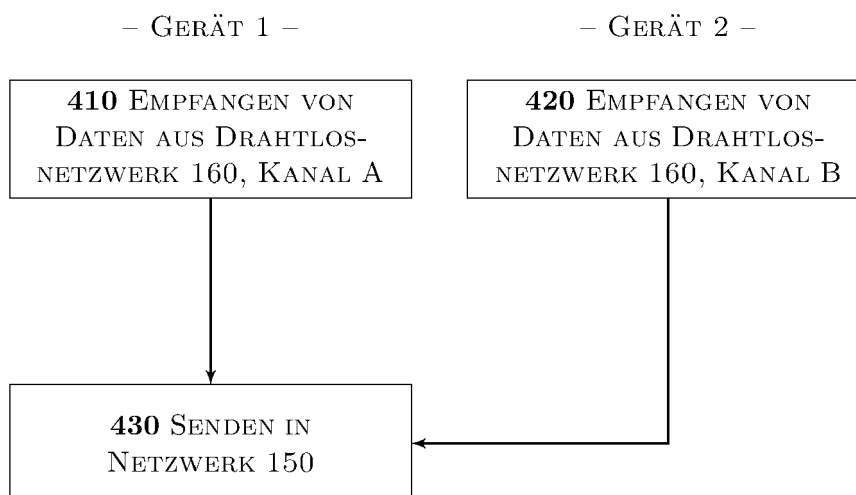 – Gerät 1 –
– Gerät 2 –
410 Empfangen von
Daten aus Drahtlos-
netzwerk 160, Kanal A
420 Empfangen von
Daten aus Drahtlos-
netzwerk 160, Kanal B
430 Senden in
Netzwerk 150